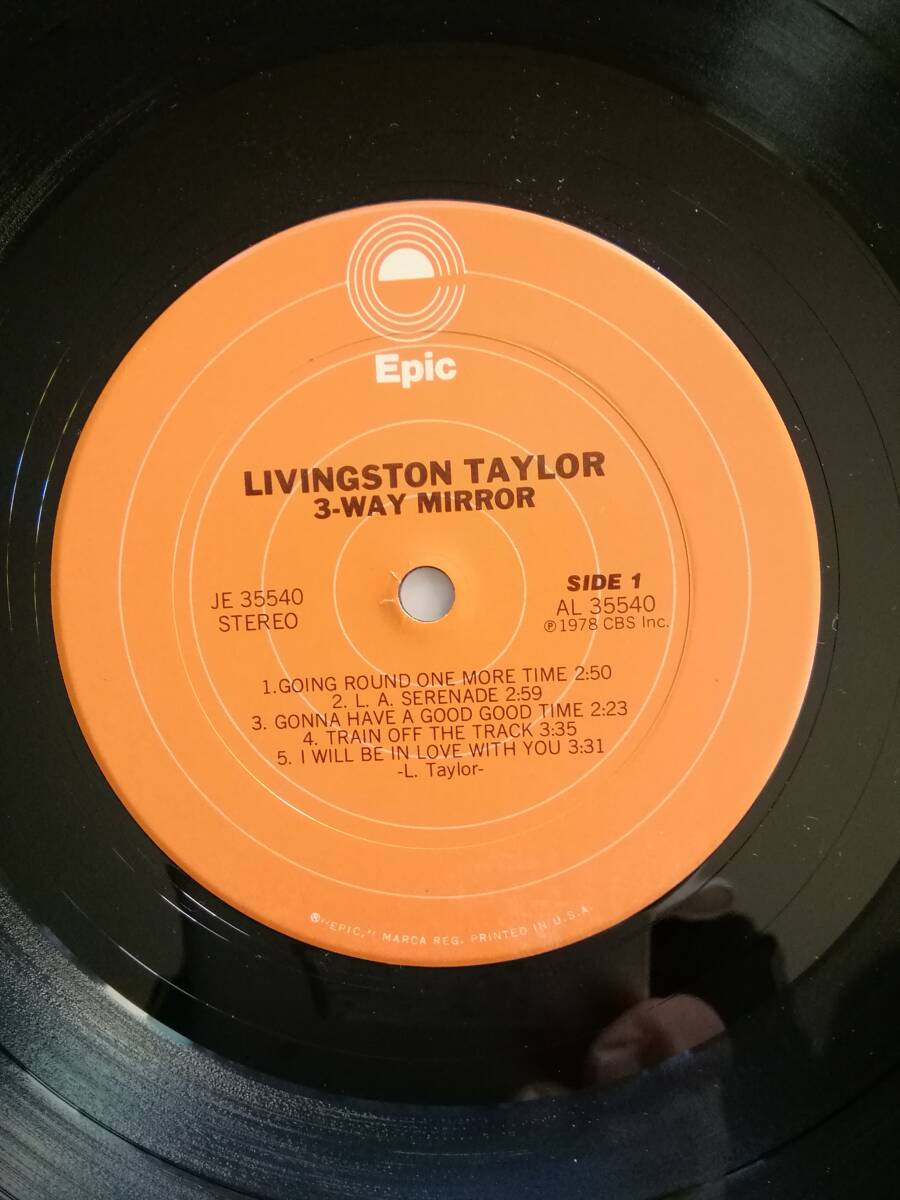 Epic
LIVINGSTON TAYLOR
3-WAY MIRROR
JE 35540
STEREO
SIDE 1
AL 35540
℗1978 CBS Inc.
1.GOING ROUND ONE MORE TIME 2:50
2. L. A. SERENADE 2:59
3. GONNA HAVE A GOOD GOOD TIME 2:23
4. TRAIN OFF THE TRACK 3:35
5. I WILL BE IN LOVE WITH YOU 3:31
-L. Taylor-
®"EPIC," MARCA REG. PRINTED IN U.S.A.